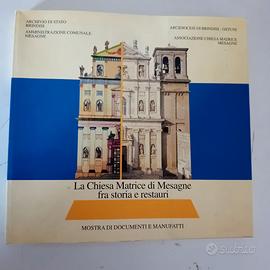 ARCHIVIO DI STATO
BRINDISI
AMMINISTRAZIONE COMUNALE
MESAGNE
ARCIDIOCESI DI BRINDISI - OSTUNI
ASSOCIAZIONE CHIESA MATRICE
MESAGNE
La Chiesa Matrice di Mesagne
fra storia e restauri
MOSTRA DI DOCUMENTI E MANUFATTI
subito